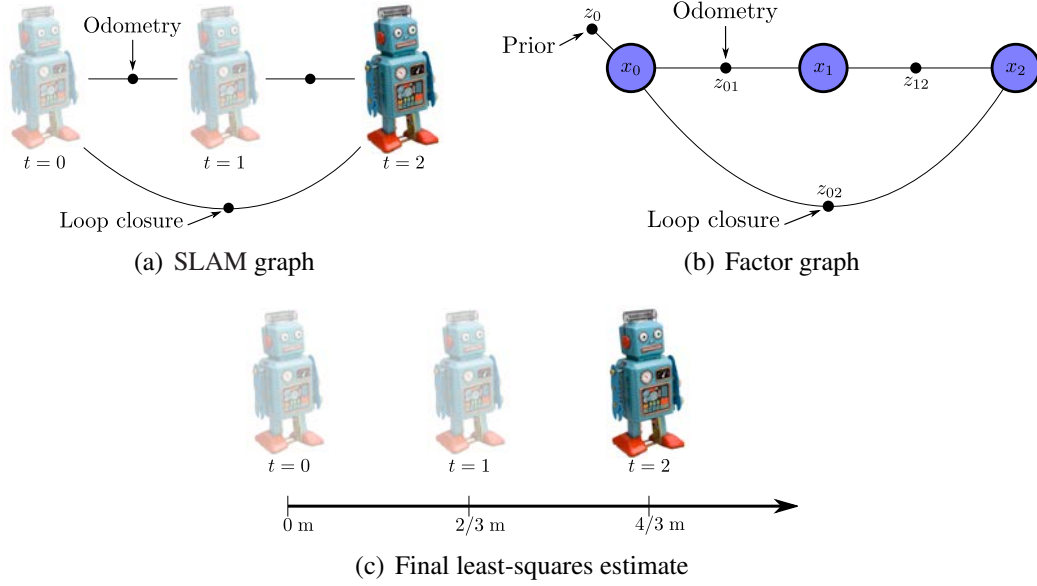 Odometry
t = 0
t = 1
t = 2
Loop closure
(a) SLAM graph
z₀
Odometry
Prior
x₀
x₁
x₂
z₀₁
z₁₂
z₀₂
Loop closure
(b) Factor graph
t = 0
t = 1
t = 2
0 m
2/3 m
4/3 m
(c) Final least-squares estimate